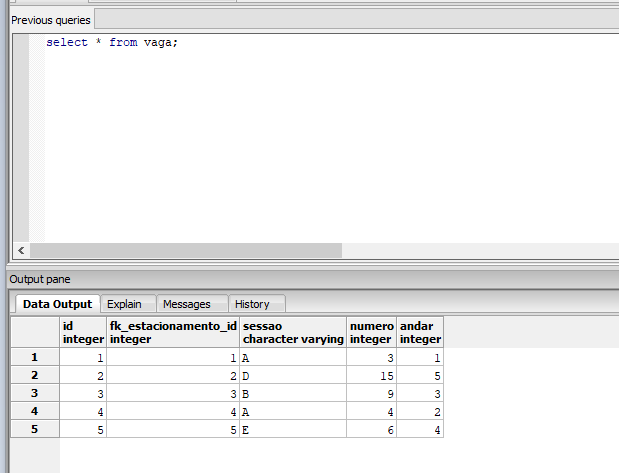 Previous queries
select * from vaga;
Output pane
Data Output Explain Messages History
id fk_estacionamento_id sessao numero andar
integer integer character varying integer integer
1 1 1 A 3 1
2 2 2 D 15 5
3 3 3 B 9 3
4 4 4 A 4 2
5 5 5 E 6 4